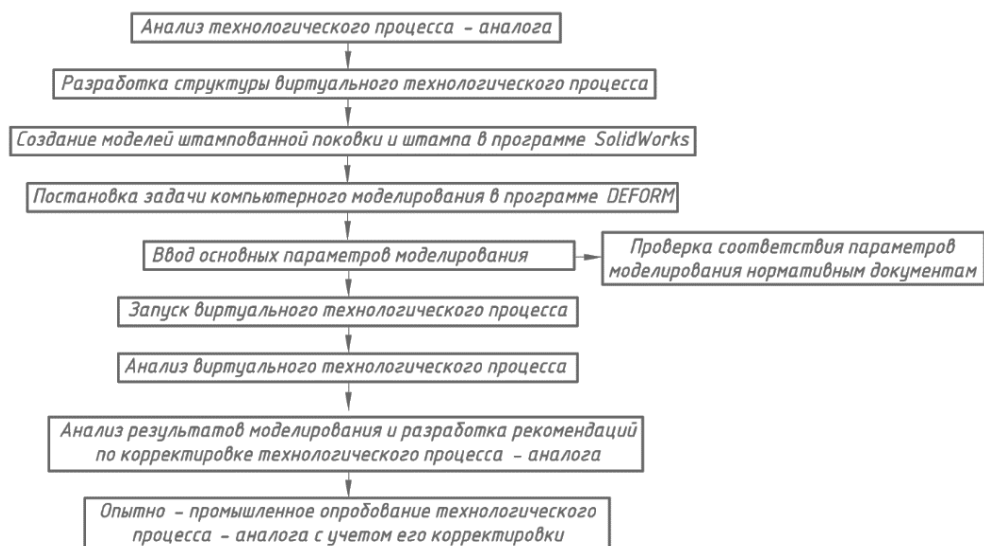 Анализ технологического процесса - аналога
Разработка структуры виртуального технологического процесса
Создание моделей штампованной поковки и штампа в программе SolidWorks
Постановка задачи компьютерного моделирования в программе DEFORM
Ввод основных параметров моделирования
Проверка соответствия параметров
моделирования нормативным документам
Запуск виртуального технологического процесса
Анализ виртуального технологического процесса
Анализ результатов моделирования и разработка рекомендаций
по корректировке технологического процесса - аналога
Опытно - промышленное опробование технологического
процесса - аналога с учетом его корректировки